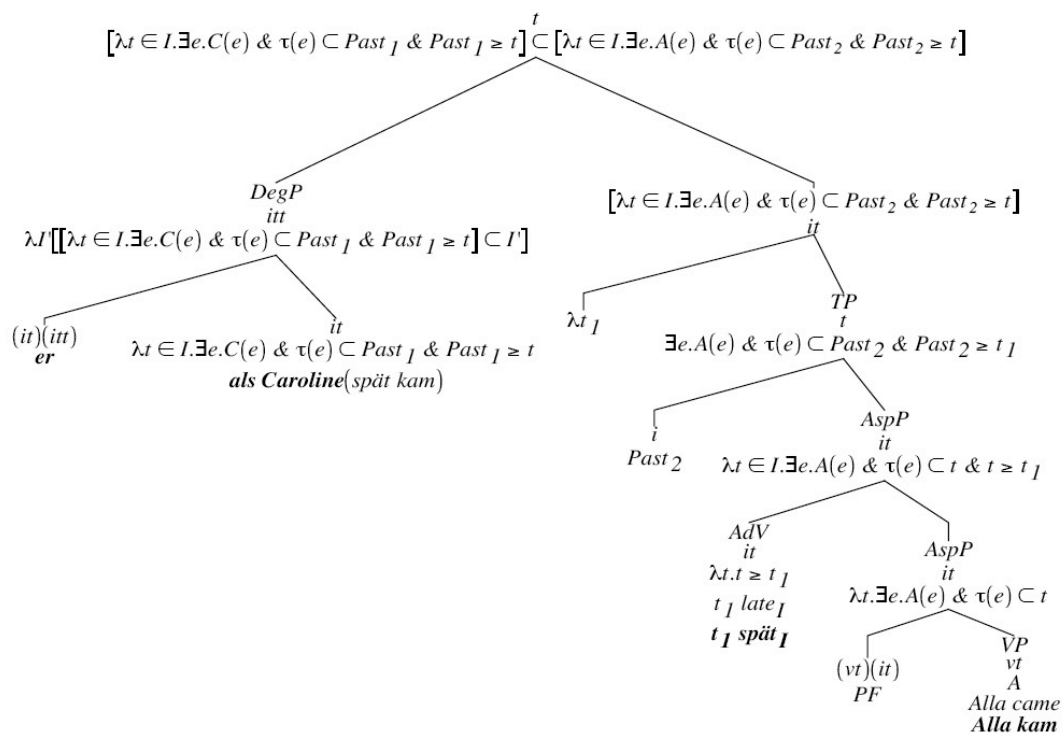 t
[λt ∈ I.∃e.C(e) & τ(e) ⊂ Past₁ & Past₁ ≥ t] ⊂ [λt ∈ I.∃e.A(e) & τ(e) ⊂ Past₂ & Past₂ ≥ t]
DegP
itt
λI'[[λt ∈ I.∃e.C(e) & τ(e) ⊂ Past₁ & Past₁ ≥ t] ⊂ I']
[λt ∈ I.∃e.A(e) & τ(e) ⊂ Past₂ & Past₂ ≥ t]
it
(it)(itt)
er
it
λt ∈ I.∃e.C(e) & τ(e) ⊂ Past₁ & Past₁ ≥ t
als Caroline(spät kam)
λt₁
TP
t
∃e.A(e) & τ(e) ⊂ Past₂ & Past₂ ≥ t₁
i
Past₂
AspP
it
λt ∈ I.∃e.A(e) & τ(e) ⊂ t & t ≥ t₁
AdV
it
λt.t ≥ t₁
t₁ late_I
t₁ spät_I
AspP
it
λt.∃e.A(e) & τ(e) ⊂ t
(vt)(it)
PF
VP
vt
A
Alla came
Alla kam